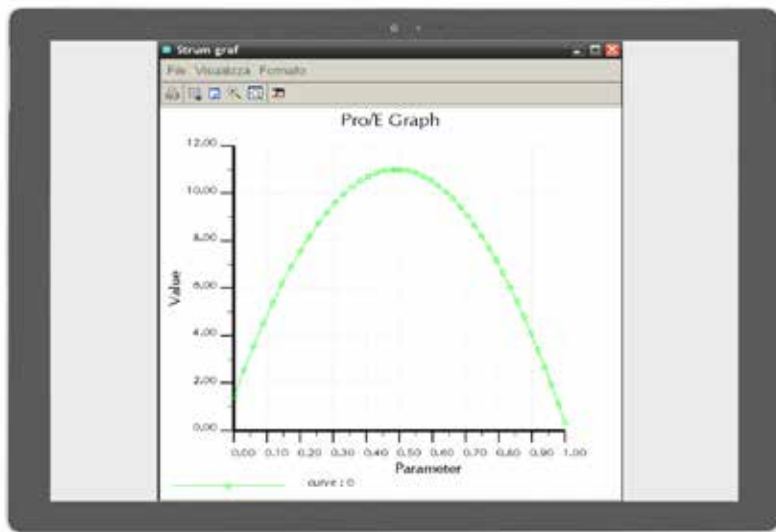 Strum graf
File Visualizza Formato
Pro/E Graph
12.00
10.00
8.00
6.00
4.00
2.00
0.00
Value
0.00 0.10 0.20 0.30 0.40 0.50 0.60 0.70 0.80 0.90 1.00
Parameter
curve : 0